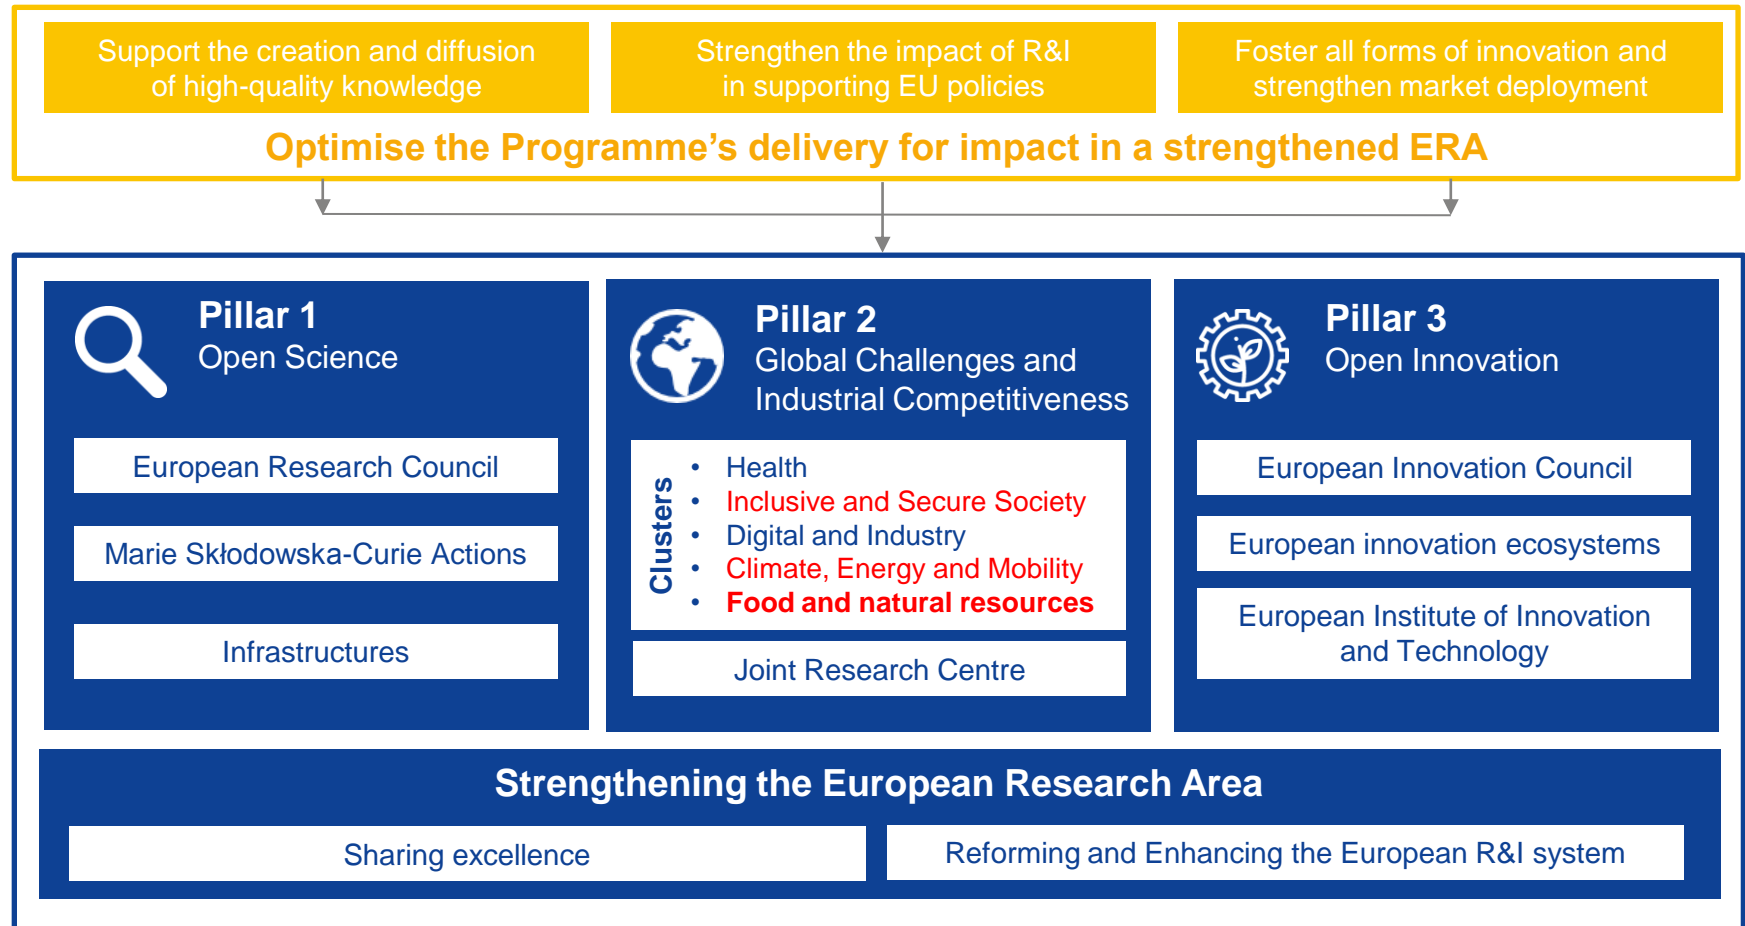 Support the creation and diffusion
of high-quality knowledge
Strengthen the impact of R&I
in supporting EU policies
Foster all forms of innovation and
strengthen market deployment
Optimise the Programme's delivery for impact in a strengthened ERA
Pillar 1
Open Science
European Research Council
Marie Skłodowska-Curie Actions
Infrastructures
Pillar 2
Global Challenges and
Industrial Competitiveness
Clusters
• Health
• Inclusive and Secure Society
• Digital and Industry
• Climate, Energy and Mobility
• Food and natural resources
Joint Research Centre
Pillar 3
Open Innovation
European Innovation Council
European innovation ecosystems
European Institute of Innovation
and Technology
Strengthening the European Research Area
Sharing excellence
Reforming and Enhancing the European R&I system